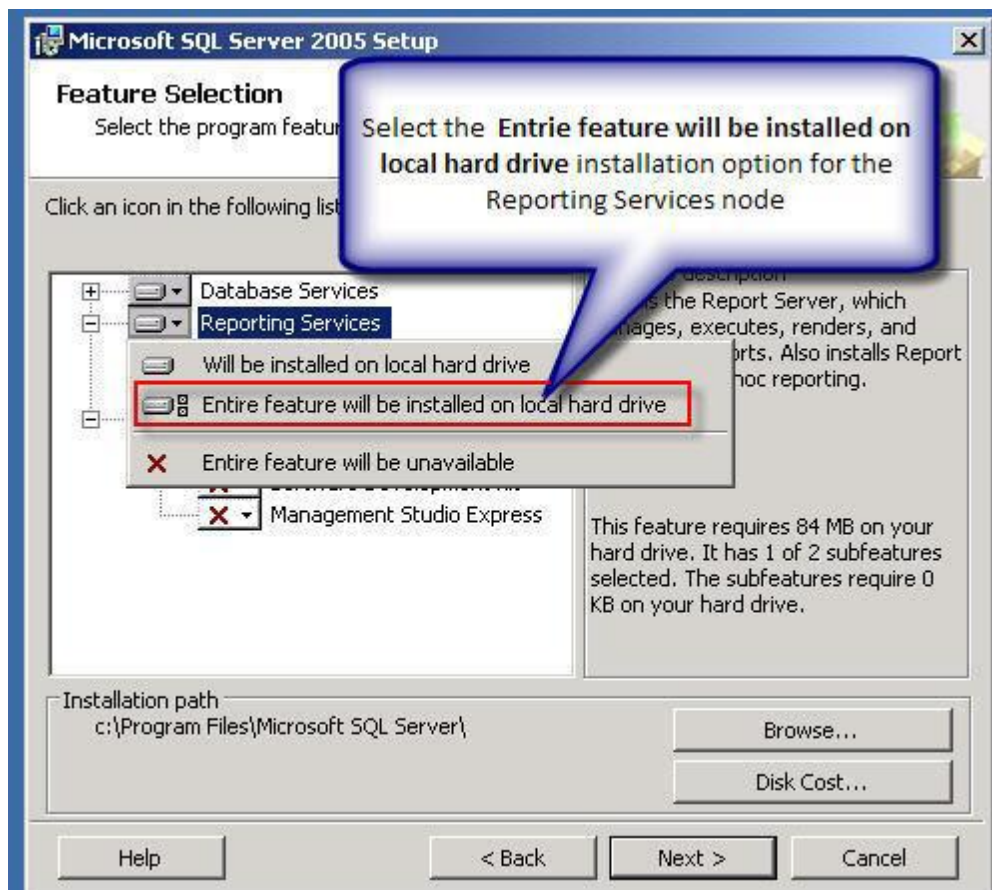 Microsoft SQL Server 2005 Setup
Feature Selection
Select the program featur
Select the Entrie feature will be installed on
local hard drive installation option for the
Reporting Services node
Click an icon in the following list
Database Services
Reporting Services
Will be installed on local hard drive
Entire feature will be installed on local hard drive
Entire feature will be unavailable
Management Studio Express
description
the Report Server, which
executes, renders, and
Also installs Report
hoc reporting.
This feature requires 84 MB on your
hard drive. It has 1 of 2 subfeatures
selected. The subfeatures require 0
KB on your hard drive.
Installation path
c:\Program Files\Microsoft SQL Server\
Browse...
Disk Cost...
Help
< Back
Next >
Cancel